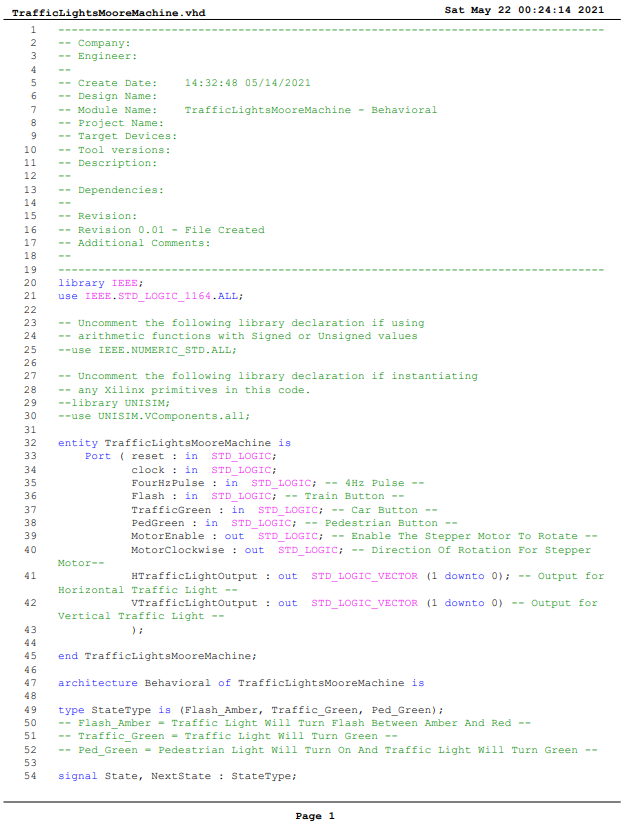 TrafficLightsMooreMachine.vhd Sat May 22 00:24:14 2021
1 ----------------------------------------------------------------------------------
2 -- Company:
3 -- Engineer:
4 --
5 -- Create Date:    14:32:48 05/14/2021
6 -- Design Name:
7 -- Module Name:    TrafficLightsMooreMachine - Behavioral
8 -- Project Name:
9 -- Target Devices:
10 -- Tool versions:
11 -- Description:
12 --
13 -- Dependencies:
14 --
15 -- Revision:
16 -- Revision 0.01 - File Created
17 -- Additional Comments:
18 --
19 ----------------------------------------------------------------------------------
20 library IEEE;
21 use IEEE.STD_LOGIC_1164.ALL;
22
23 -- Uncomment the following library declaration if using
24 -- arithmetic functions with Signed or Unsigned values
25 --use IEEE.NUMERIC_STD.ALL;
26
27 -- Uncomment the following library declaration if instantiating
28 -- any Xilinx primitives in this code.
29 --library UNISIM;
30 --use UNISIM.VComponents.all;
31
32 entity TrafficLightsMooreMachine is
33     Port ( reset : in  STD_LOGIC;
34            clock : in  STD_LOGIC;
35            FourHzPulse : in  STD_LOGIC; -- 4Hz Pulse --
36            Flash : in  STD_LOGIC; -- Train Button --
37            TrafficGreen : in  STD_LOGIC; -- Car Button --
38            PedGreen : in  STD_LOGIC; -- Pedestrian Button --
39            MotorEnable : out  STD_LOGIC; -- Enable The Stepper Motor To Rotate --
40            MotorClockwise : out  STD_LOGIC; -- Direction Of Rotation For Stepper
Motor--
41            HTrafficLightOutput : out  STD_LOGIC_VECTOR (1 downto 0); -- Output for
Horizontal Traffic Light --
42            VTrafficLightOutput : out  STD_LOGIC_VECTOR (1 downto 0) -- Output for
Vertical Traffic Light --
43            );
44
45 end TrafficLightsMooreMachine;
46
47 architecture Behavioral of TrafficLightsMooreMachine is
48
49 type StateType is (Flash_Amber, Traffic_Green, Ped_Green);
50 -- Flash_Amber = Traffic Light Will Turn Flash Between Amber And Red --
51 -- Traffic_Green = Traffic Light Will Turn Green --
52 -- Ped_Green = Pedestrian Light Will Turn On And Traffic Light Will Turn Green --
53
54 signal State, NextState : StateType;
Page 1